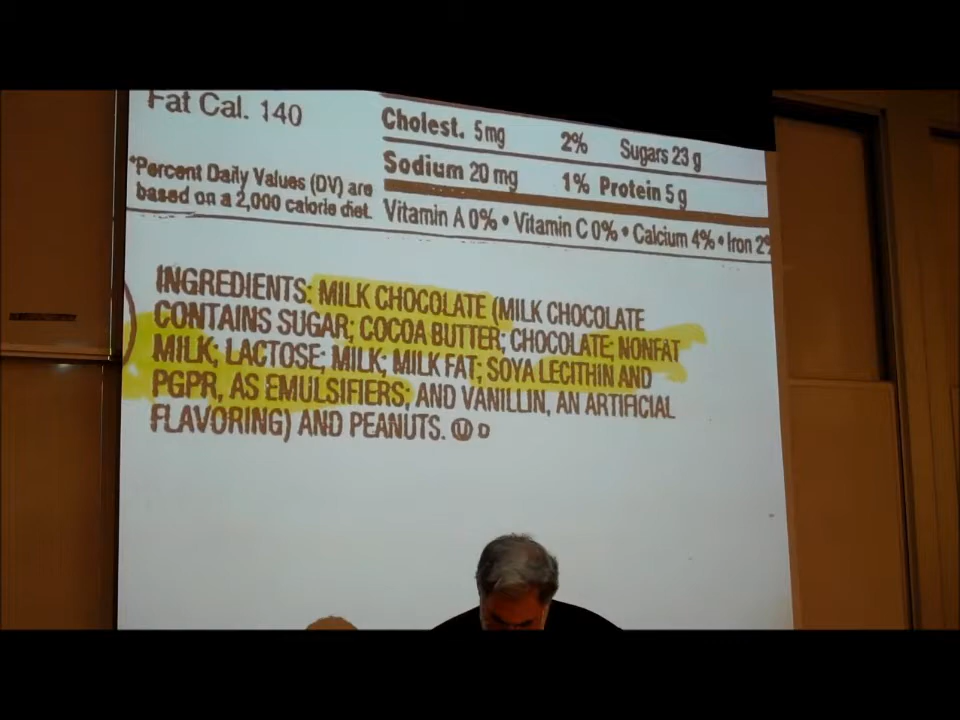 Fat Cal. 140
*Percent Daily Values (DV) are
based on a 2,000 calorie diet.
Cholest. 5mg 2% Sugars 23 g
Sodium 20 mg 1% Protein 5 g
Vitamin A 0% • Vitamin C 0% • Calcium 4% • Iron 2%
INGREDIENTS: MILK CHOCOLATE (MILK CHOCOLATE
CONTAINS SUGAR; COCOA BUTTER; CHOCOLATE; NONFAT
MILK; LACTOSE; MILK; MILK FAT; SOYA LECITHIN AND
PGPR, AS EMULSIFIERS; AND VANILLIN, AN ARTIFICIAL
FLAVORING) AND PEANUTS. U D